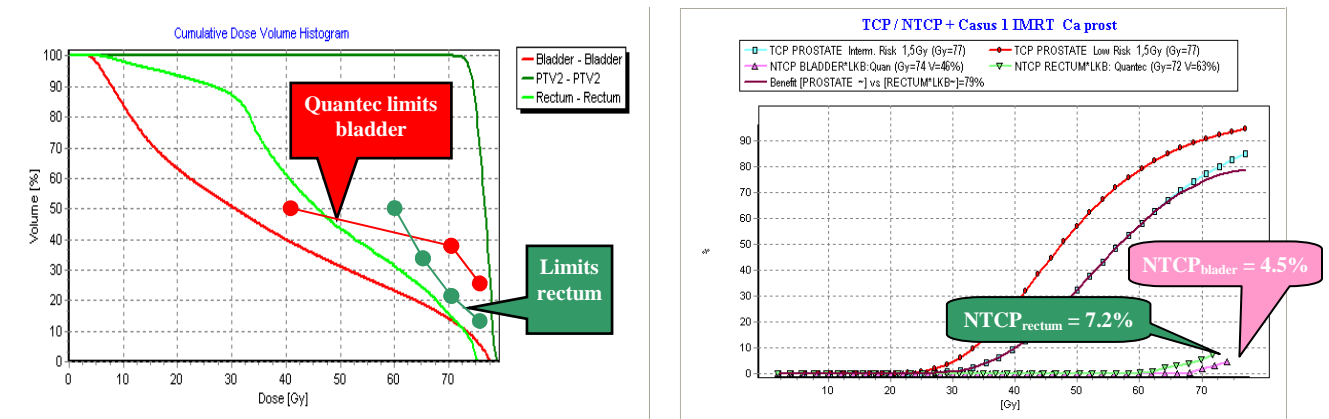 Cumulative Dose Volume Histogram
Bladder - Bladder
PTV2 - PTV2
Rectum - Rectum
Quantec limits
bladder
Limits
rectum
Volume [%]
100
90
80
70
60
50
40
30
20
10
0
0 10 20 30 40 50 60 70
Dose [Gy]
TCP / NTCP + Casus 1 IMRT Ca prost
TCP PROSTATE Interm. Risk 1,5Gy (Gy=77) TCP PROSTATE Low Risk 1,5Gy (Gy=77)
NTCP BLADDER*LKB:Quan (Gy=74 V=46%) NTCP RECTUM*LKB: Quantec (Gy=72 V=63%)
Benefit [PROSTATE ~] vs [RECTUM*LKB~]=79%
%
90
80
70
60
50
40
30
20
10
0
NTCPblader = 4.5%
NTCPrectum = 7.2%
10 20 30 40 50 60 70
[Gy]